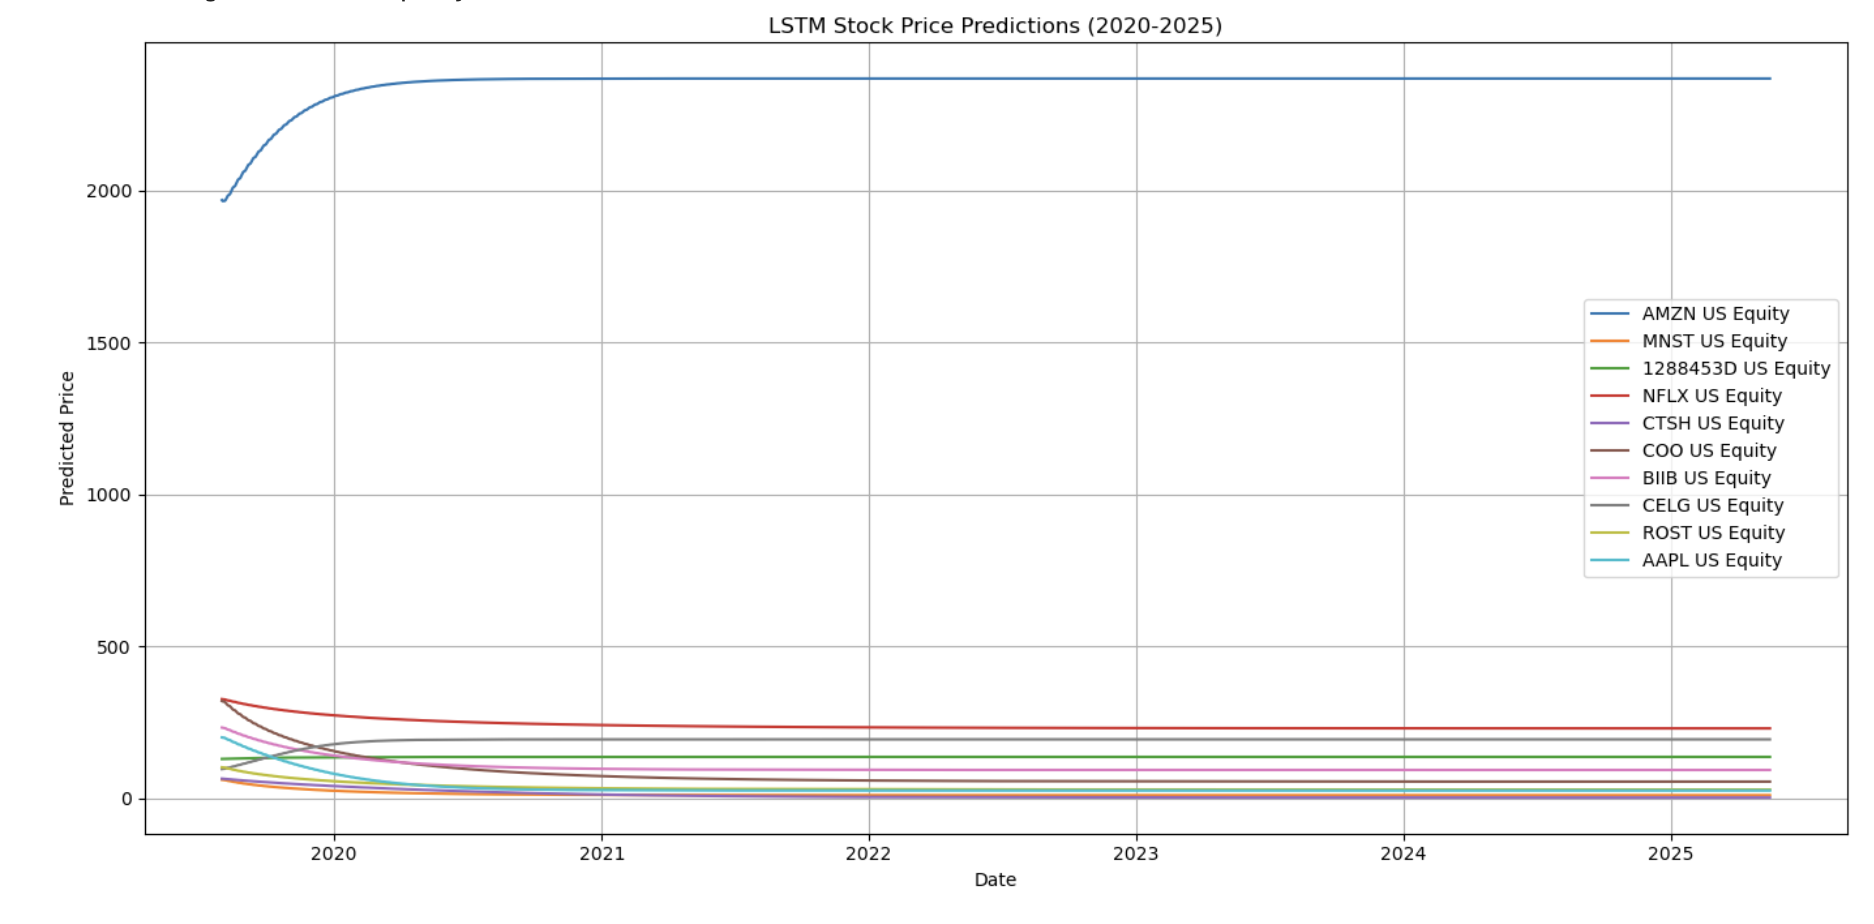 LSTM Stock Price Predictions (2020-2025)
Predicted Price
2000
1500
1000
500
0
AMZN US Equity
MNST US Equity
1288453D US Equity
NFLX US Equity
CTSH US Equity
COO US Equity
BIIB US Equity
CELG US Equity
ROST US Equity
AAPL US Equity
2020 2021 2022 2023 2024 2025
Date